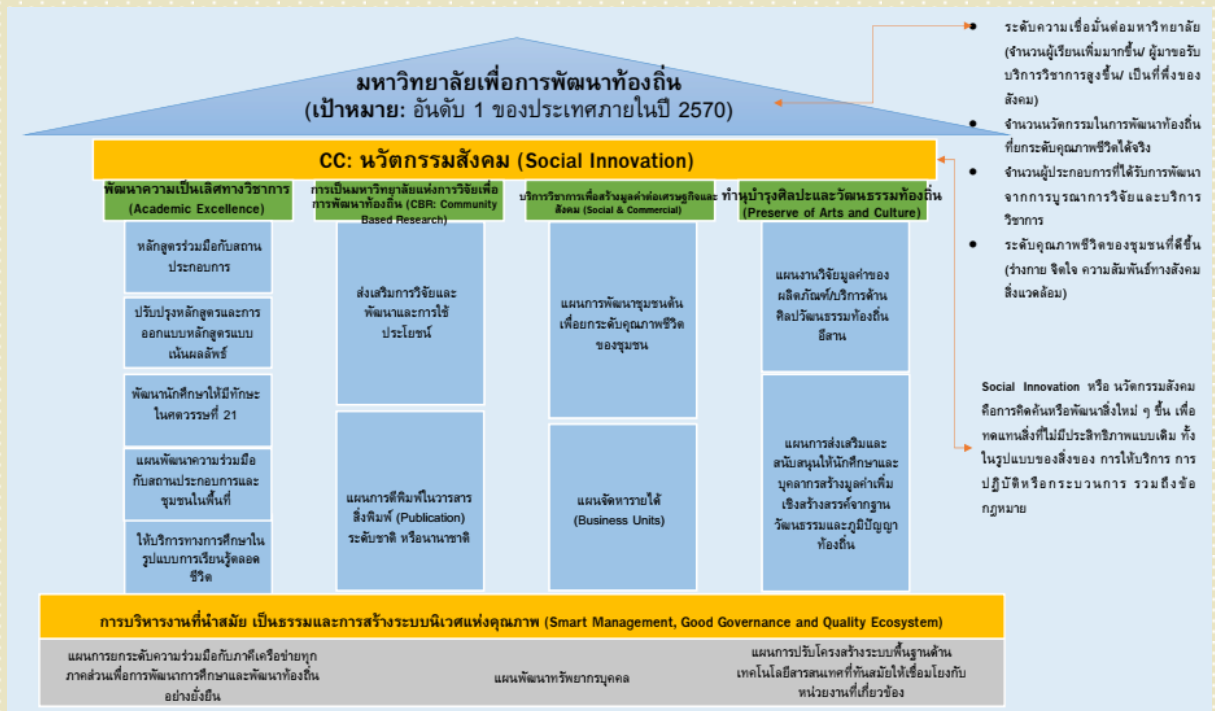 มหาวิทยาลัยเพื่อการพัฒนาท้องถิ่น
(เป้าหมาย: อันดับ 1 ของประเทศภายในปี 2570)
CC: นวัตกรรมสังคม (Social Innovation)
พัฒนาความเป็นเลิศทางวิชาการ
(Academic Excellence)
หลักสูตรร่วมมือกับสถาน
ประกอบการ
ปรับปรุงหลักสูตรและการ
ออกแบบหลักสูตรแบบ
เน้นผลลัพธ์
พัฒนานักศึกษาให้มีทักษะ
ในศตวรรษที่ 21
แผนพัฒนาความร่วมมือ
กับสถานประกอบการและ
ชุมชนในพื้นที่
ให้บริการทางการศึกษาใน
รูปแบบการเรียนรู้ตลอด
ชีวิต
การเป็นมหาวิทยาลัยแห่งการวิจัยเพื่อ
การพัฒนาท้องถิ่น (CBR: Community
Based Research)
ส่งเสริมการวิจัยและ
พัฒนาและการใช้
ประโยชน์
แผนการตีพิมพ์ในวารสาร
สิ่งพิมพ์ (Publication)
ระดับชาติ หรือนานาชาติ
บริการวิชาการเพื่อสร้างมูลค่าต่อเศรษฐกิจและ
สังคม (Social & Commercial)
แผนการพัฒนาชุมชนต้น
เพื่อยกระดับคุณภาพชีวิต
ของชุมชน
แผนจัดหารายได้
(Business Units)
ทำนุบำรุงศิลปะและวัฒนธรรมท้องถิ่น
(Preserve of Arts and Culture)
แผนงานวิจัยมูลค่าของ
ผลิตภัณฑ์/บริการด้าน
ศิลปวัฒนธรรมท้องถิ่น
อีสาน
แผนการส่งเสริมและ
สนับสนุนให้นักศึกษาและ
บุคลากรสร้างมูลค่าเพิ่ม
เชิงสร้างสรรค์จากฐาน
วัฒนธรรมและภูมิปัญญา
ท้องถิ่น
การบริหารงานที่นำสมัย เป็นธรรมและการสร้างระบบนิเวศแห่งคุณภาพ (Smart Management, Good Governance and Quality Ecosystem)
แผนการยกระดับความร่วมมือกับภาคีเครือข่ายทุก
ภาคส่วนเพื่อการพัฒนาการศึกษาและพัฒนาท้องถิ่น
อย่างยั่งยืน
แผนพัฒนาทรัพยากรบุคคล
แผนการปรับโครงสร้างระบบพื้นฐานด้าน
เทคโนโลยีสารสนเทศที่ทันสมัยให้เชื่อมโยงกับ
หน่วยงานที่เกี่ยวข้อง
• ระดับความเชื่อมั่นต่อมหาวิทยาลัย
(จำนวนผู้เรียนเพิ่มมากขึ้น/ ผู้มาขอรับ
บริการวิชาการสูงขึ้น/ เป็นที่พึ่งของ
สังคม)
• จำนวนนวัตกรรมในการพัฒนาท้องถิ่น
ที่ยกระดับคุณภาพชีวิตได้จริง
• จำนวนผู้ประกอบการที่ได้รับการพัฒนา
จากการบูรณาการวิจัยและบริการ
วิชาการ
• ระดับคุณภาพชีวิตของชุมชนที่ดีขึ้น
(ร่างกาย จิตใจ ความสัมพันธ์ทางสังคม
สิ่งแวดล้อม)
Social Innovation หรือ นวัตกรรมสังคม
คือการคิดค้นหรือพัฒนาสิ่งใหม่ ๆ ขึ้น เพื่อ
ทดแทนสิ่งที่ไม่มีประสิทธิภาพแบบเดิม ทั้ง
ในรูปแบบของสิ่งของ การให้บริการ การ
ปฏิบัติหรือกระบวนการ รวมถึงข้อ
กฎหมาย